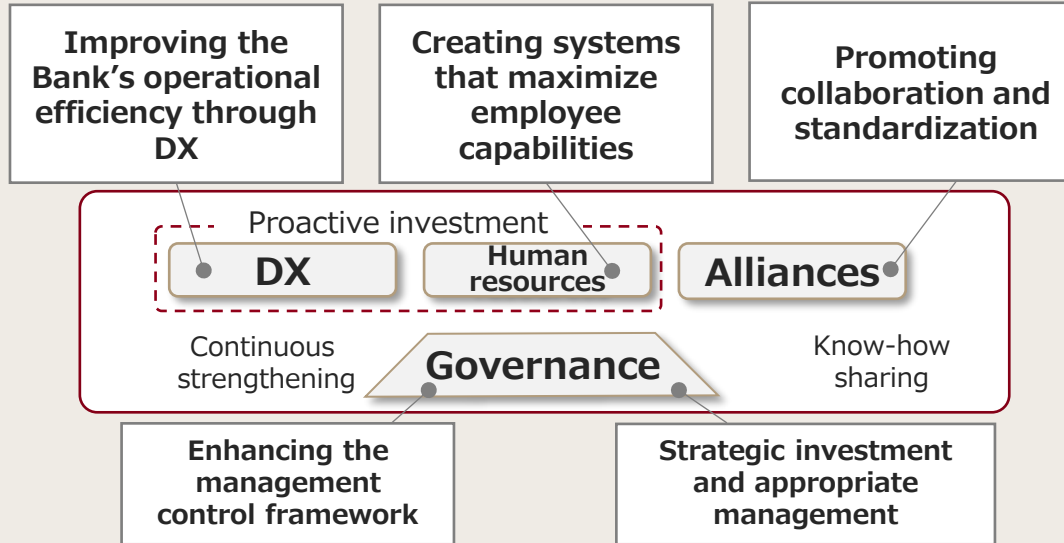 Improving the
Bank’s operational
efficiency through
DX
Creating systems
that maximize
employee
capabilities
Promoting
collaboration and
standardization
Proactive investment
DX
Human
resources
Alliances
Continuous
strengthening
Governance
Know-how
sharing
Enhancing the
management
control framework
Strategic investment
and appropriate
management